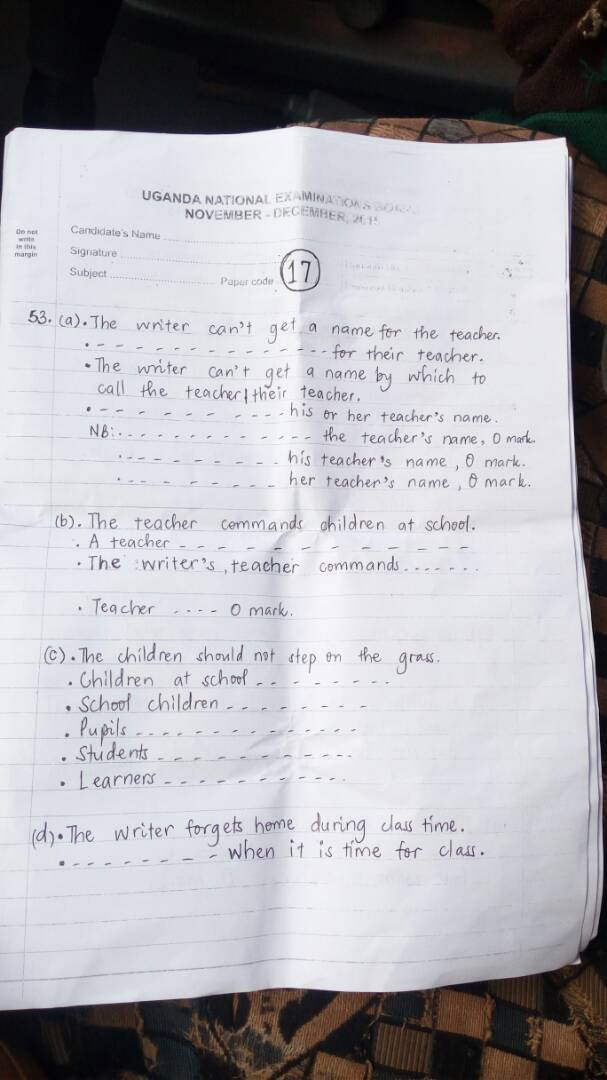 UGANDA NATIONAL EXAMINATIONS BOARD
NOVEMBER - DECEMBER, 2015
Do not
write
in this
margin
Candidate's Name ....................
Signature ....................
Subject .................... Paper code
17
53. (a). The writer can't get a name for the teacher.
• - - - - - - - - - - - - - - for their teacher.
• The writer can't get a name by which to
call the teacher / their teacher.
• - - - - - - - - - - his or her teacher's name.
NB: . - - - - - - - - - - - - the teacher's name, 0 mark.
. - - - - - - - - his teacher's name, 0 mark.
. - - - - - - - - her teacher's name, 0 mark.
(b). The teacher commands children at school.
. A teacher - - - - - - - - - - - - -
. The writer's teacher commands . - - - - - -
. Teacher - - - - 0 mark.
(c). The children should not step on the grass.
. Children at school - - - - - - - -
. School children - - - - - - - -
. Pupils - - - - - - - - - - - - -
. Students - - - - - - - - - - - -
. Learners - - - - - - - - - - - -
(d). The writer forgets home during class time.
. - - - - - - - - when it is time for class.